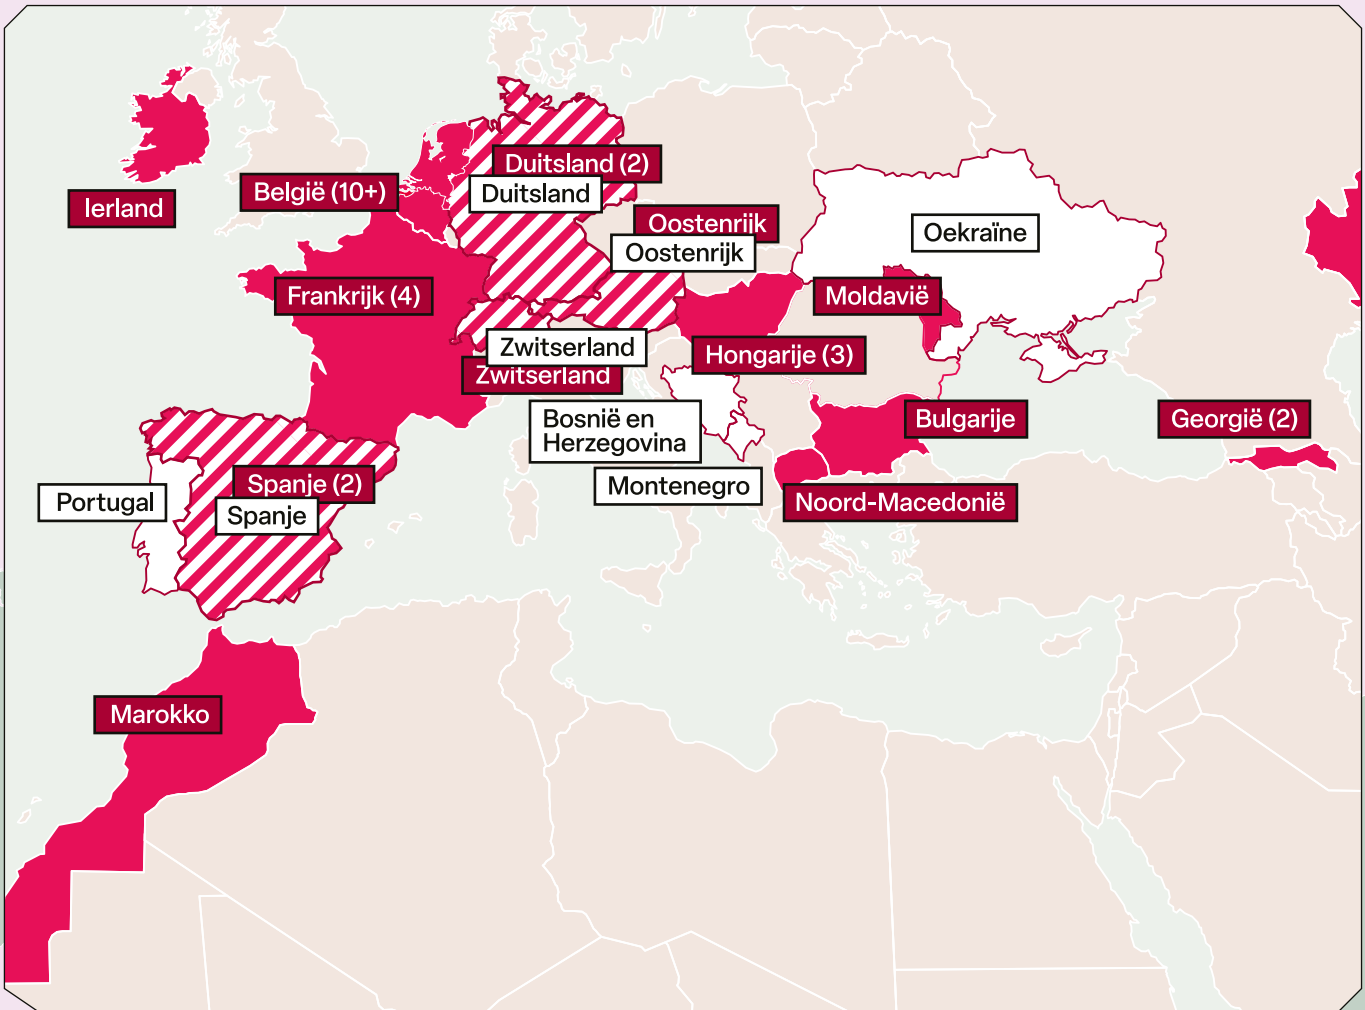 Duitsland (2)
Duitsland
België (10+)
Ierland
Oostenrijk
Oostenrijk
Oekraïne
Frankrijk (4)
Moldavië
Zwitserland
Zwitserland
Hongarije (3)
Bosnië en
Herzegovina
Bulgarije
Georgië (2)
Spanje (2)
Spanje
Portugal
Montenegro
Noord-Macedonië
Marokko